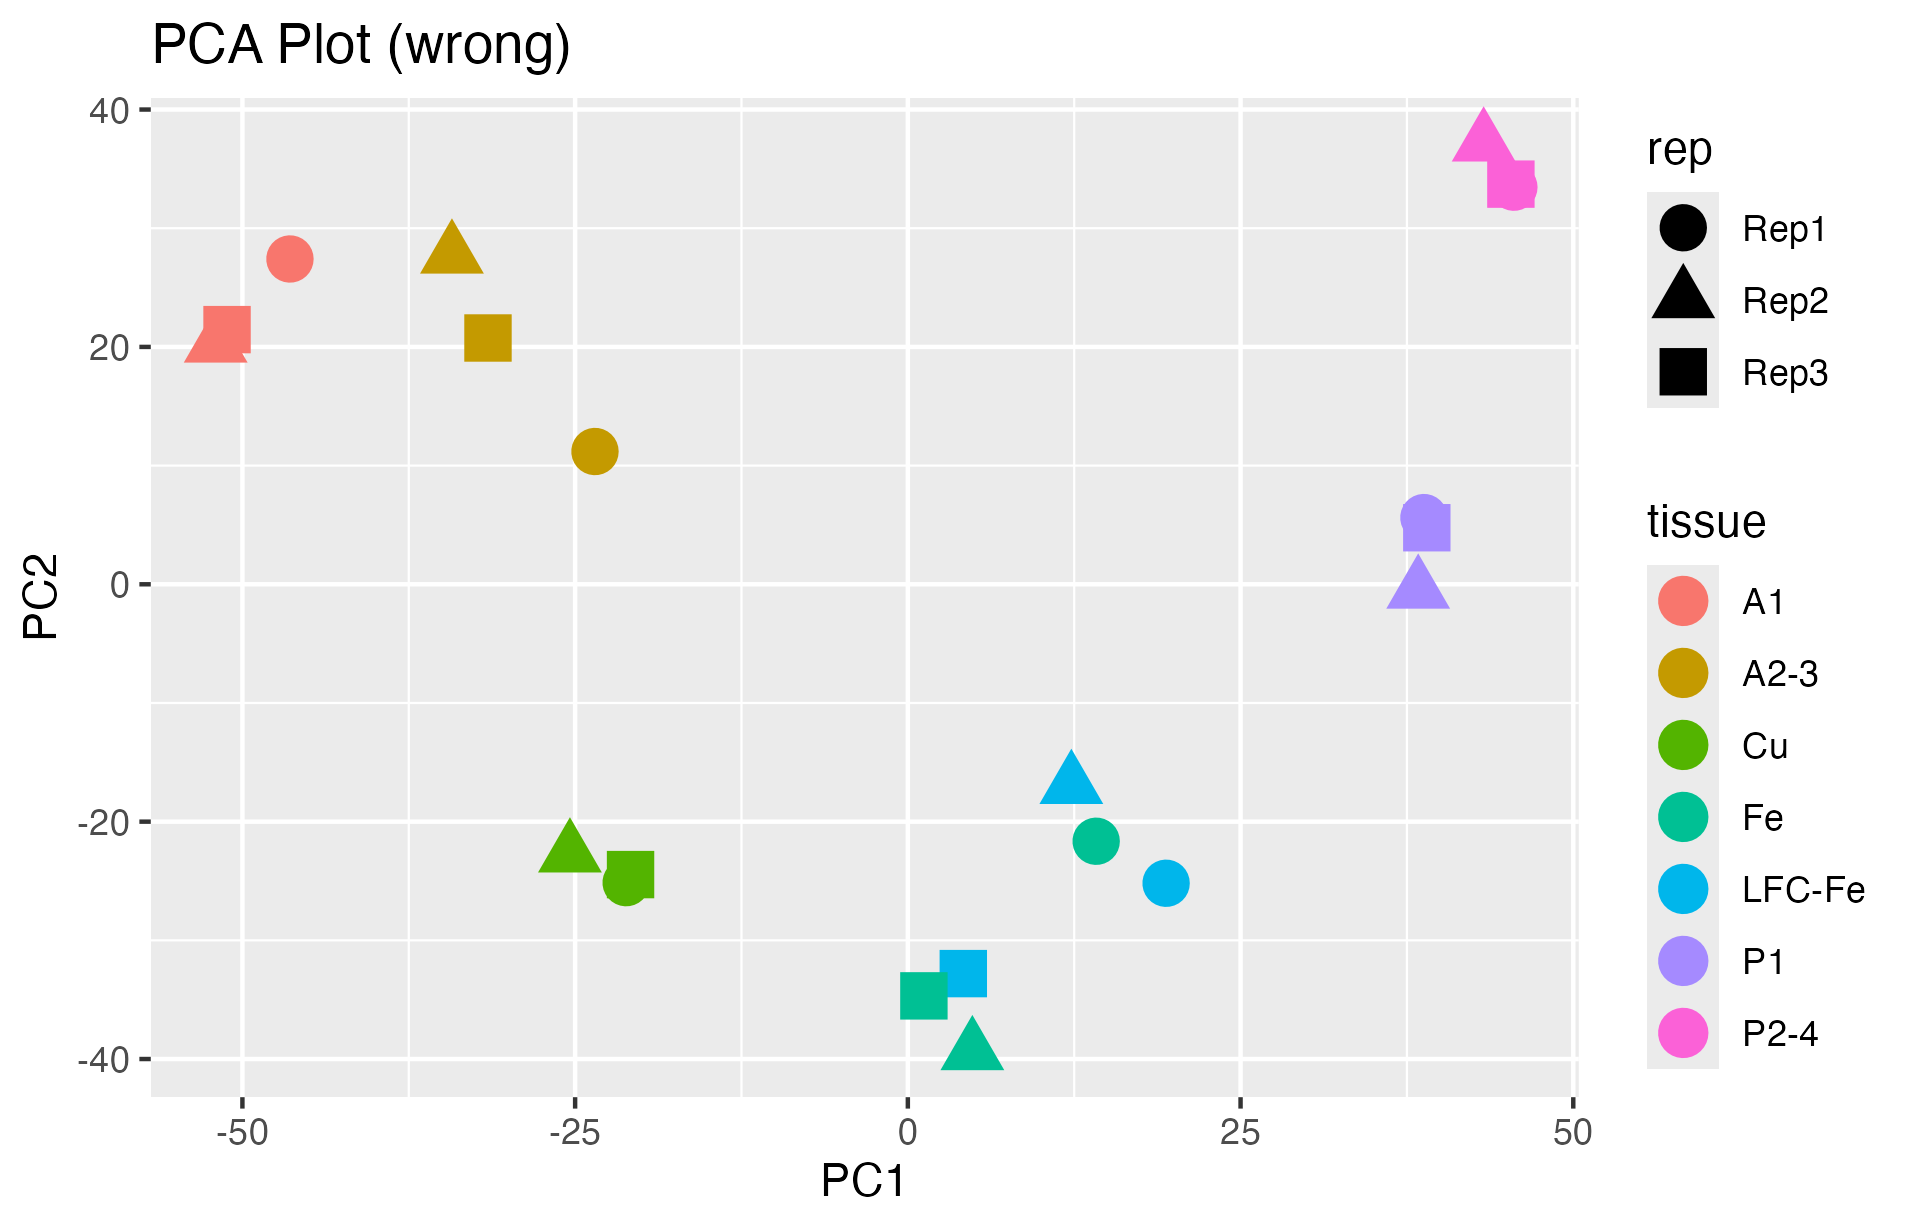 PCA Plot (wrong)
40
20
0
-20
-40
PC2
-50
-25
0
25
50
PC1
rep
Rep1
Rep2
Rep3
tissue
A1
A2-3
Cu
Fe
LFC-Fe
P1
P2-4